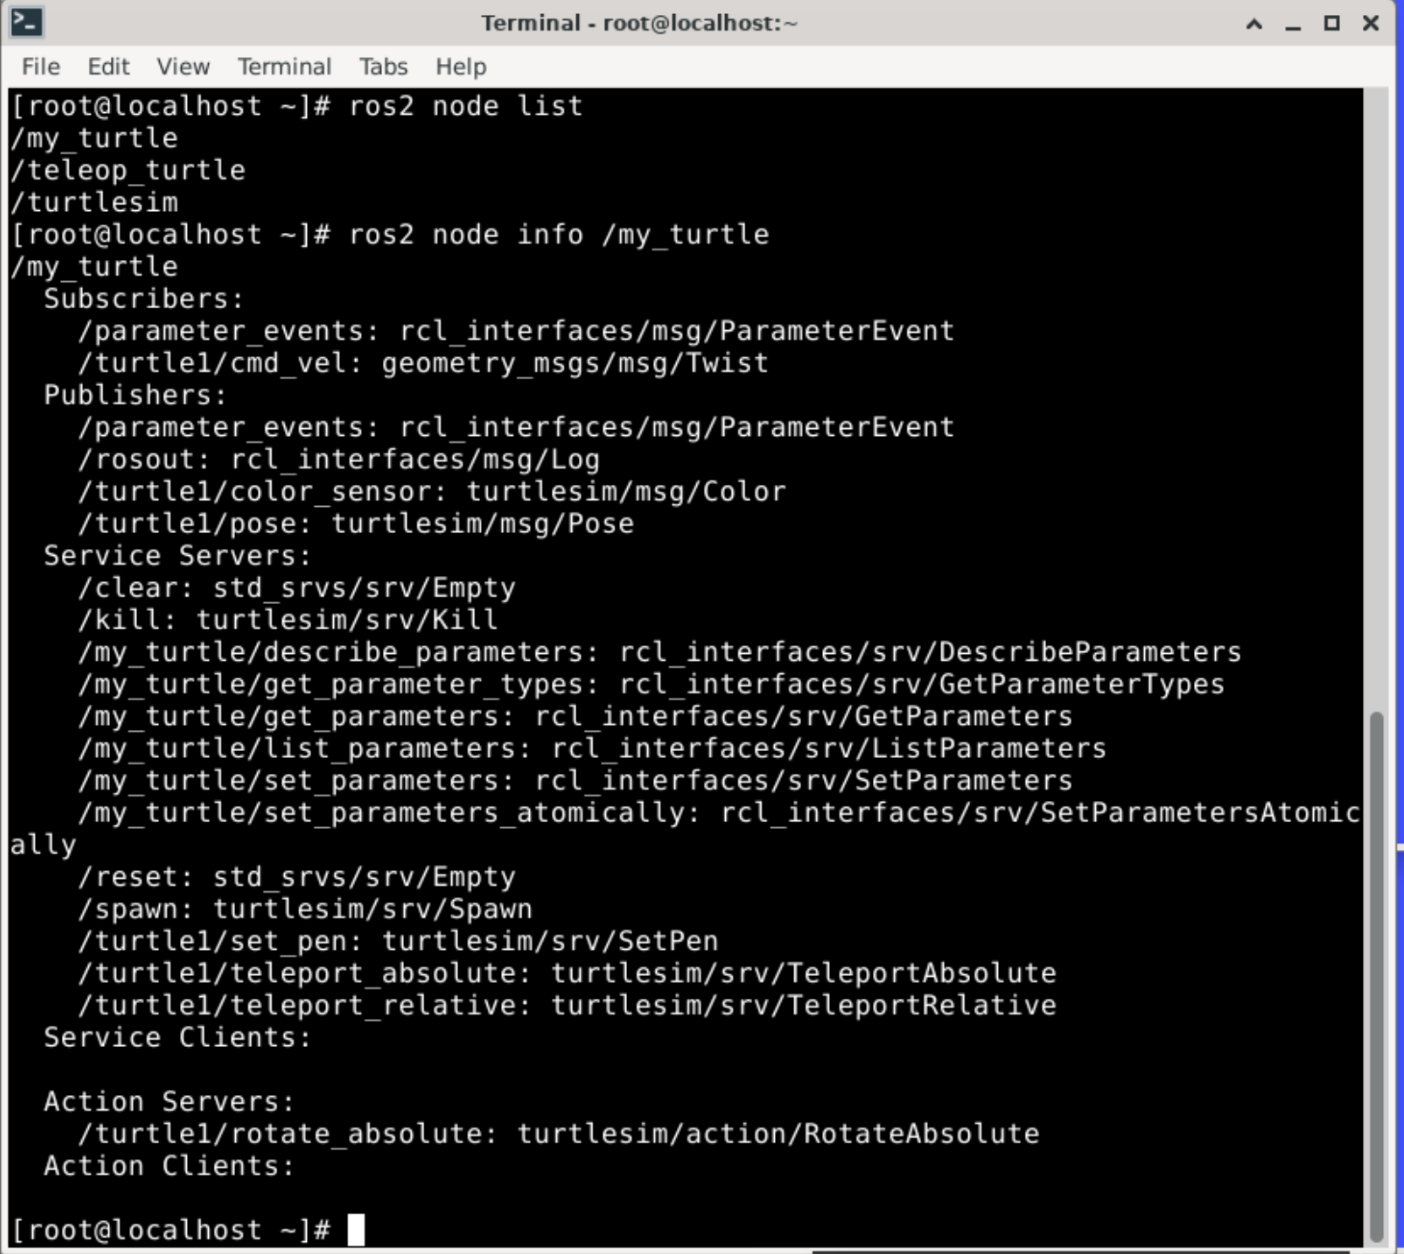 Terminal - root@localhost:~
File Edit View Terminal Tabs Help
[root@localhost ~]# ros2 node list
/my_turtle
/teleop_turtle
/turtlesim
[root@localhost ~]# ros2 node info /my_turtle
/my_turtle
  Subscribers:
    /parameter_events: rcl_interfaces/msg/ParameterEvent
    /turtle1/cmd_vel: geometry_msgs/msg/Twist
  Publishers:
    /parameter_events: rcl_interfaces/msg/ParameterEvent
    /rosout: rcl_interfaces/msg/Log
    /turtle1/color_sensor: turtlesim/msg/Color
    /turtle1/pose: turtlesim/msg/Pose
  Service Servers:
    /clear: std_srvs/srv/Empty
    /kill: turtlesim/srv/Kill
    /my_turtle/describe_parameters: rcl_interfaces/srv/DescribeParameters
    /my_turtle/get_parameter_types: rcl_interfaces/srv/GetParameterTypes
    /my_turtle/get_parameters: rcl_interfaces/srv/GetParameters
    /my_turtle/list_parameters: rcl_interfaces/srv/ListParameters
    /my_turtle/set_parameters: rcl_interfaces/srv/SetParameters
    /my_turtle/set_parameters_atomically: rcl_interfaces/srv/SetParametersAtomic
ally
    /reset: std_srvs/srv/Empty
    /spawn: turtlesim/srv/Spawn
    /turtle1/set_pen: turtlesim/srv/SetPen
    /turtle1/teleport_absolute: turtlesim/srv/TeleportAbsolute
    /turtle1/teleport_relative: turtlesim/srv/TeleportRelative
  Service Clients:
  Action Servers:
    /turtle1/rotate_absolute: turtlesim/action/RotateAbsolute
  Action Clients:
[root@localhost ~]#